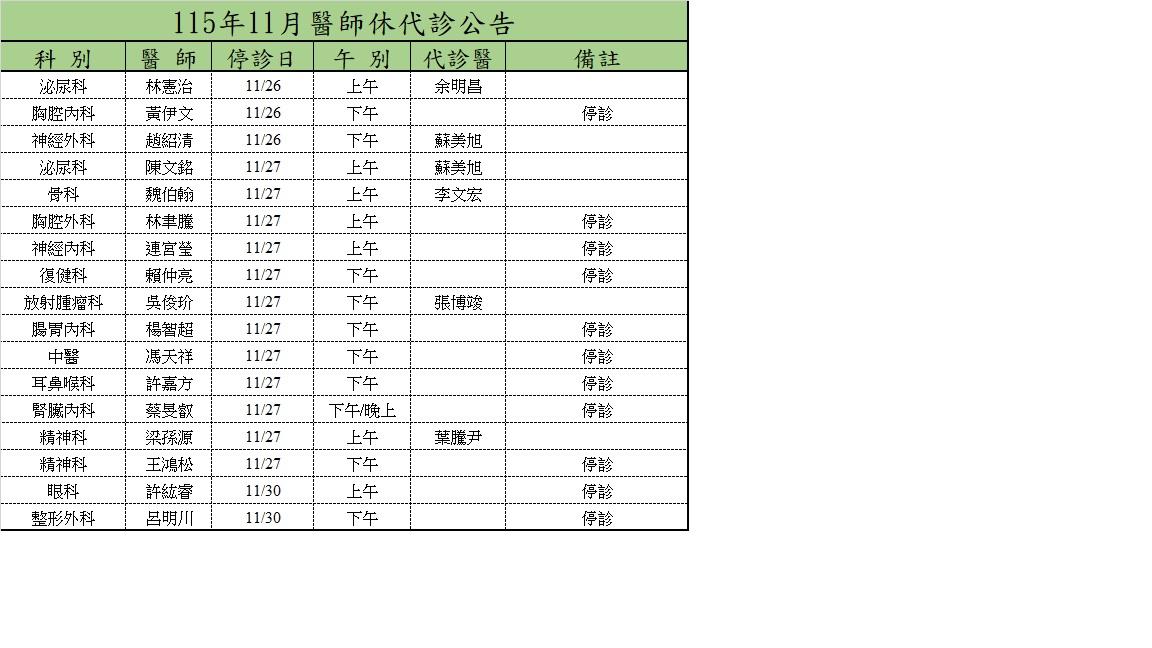 115年11月醫師休代診公告
科 別 醫 師 停診日 午 別 代診醫 備註
泌尿科 林憲治 11/26 上午 余明昌
胸腔內科 黃伊文 11/26 下午 停診
神經外科 趙紹清 11/26 下午 蘇美旭
泌尿科 陳文銘 11/27 上午 蘇美旭
骨科 魏伯翰 11/27 上午 李文宏
胸腔外科 林聿騰 11/27 上午 停診
神經內科 連宮瑩 11/27 上午 停診
復健科 賴仲亮 11/27 下午 停診
放射腫瘤科 吳俊玠 11/27 下午 張博竣
腸胃內科 楊智超 11/27 下午 停診
中醫 馮天祥 11/27 下午 停診
耳鼻喉科 許嘉方 11/27 下午 停診
腎臟內科 蔡旻叡 11/27 下午/晚上 停診
精神科 梁孫源 11/27 上午 葉騰尹
精神科 王鴻松 11/27 下午 停診
眼科 許紘睿 11/30 上午 停診
整形外科 呂明川 11/30 下午 停診